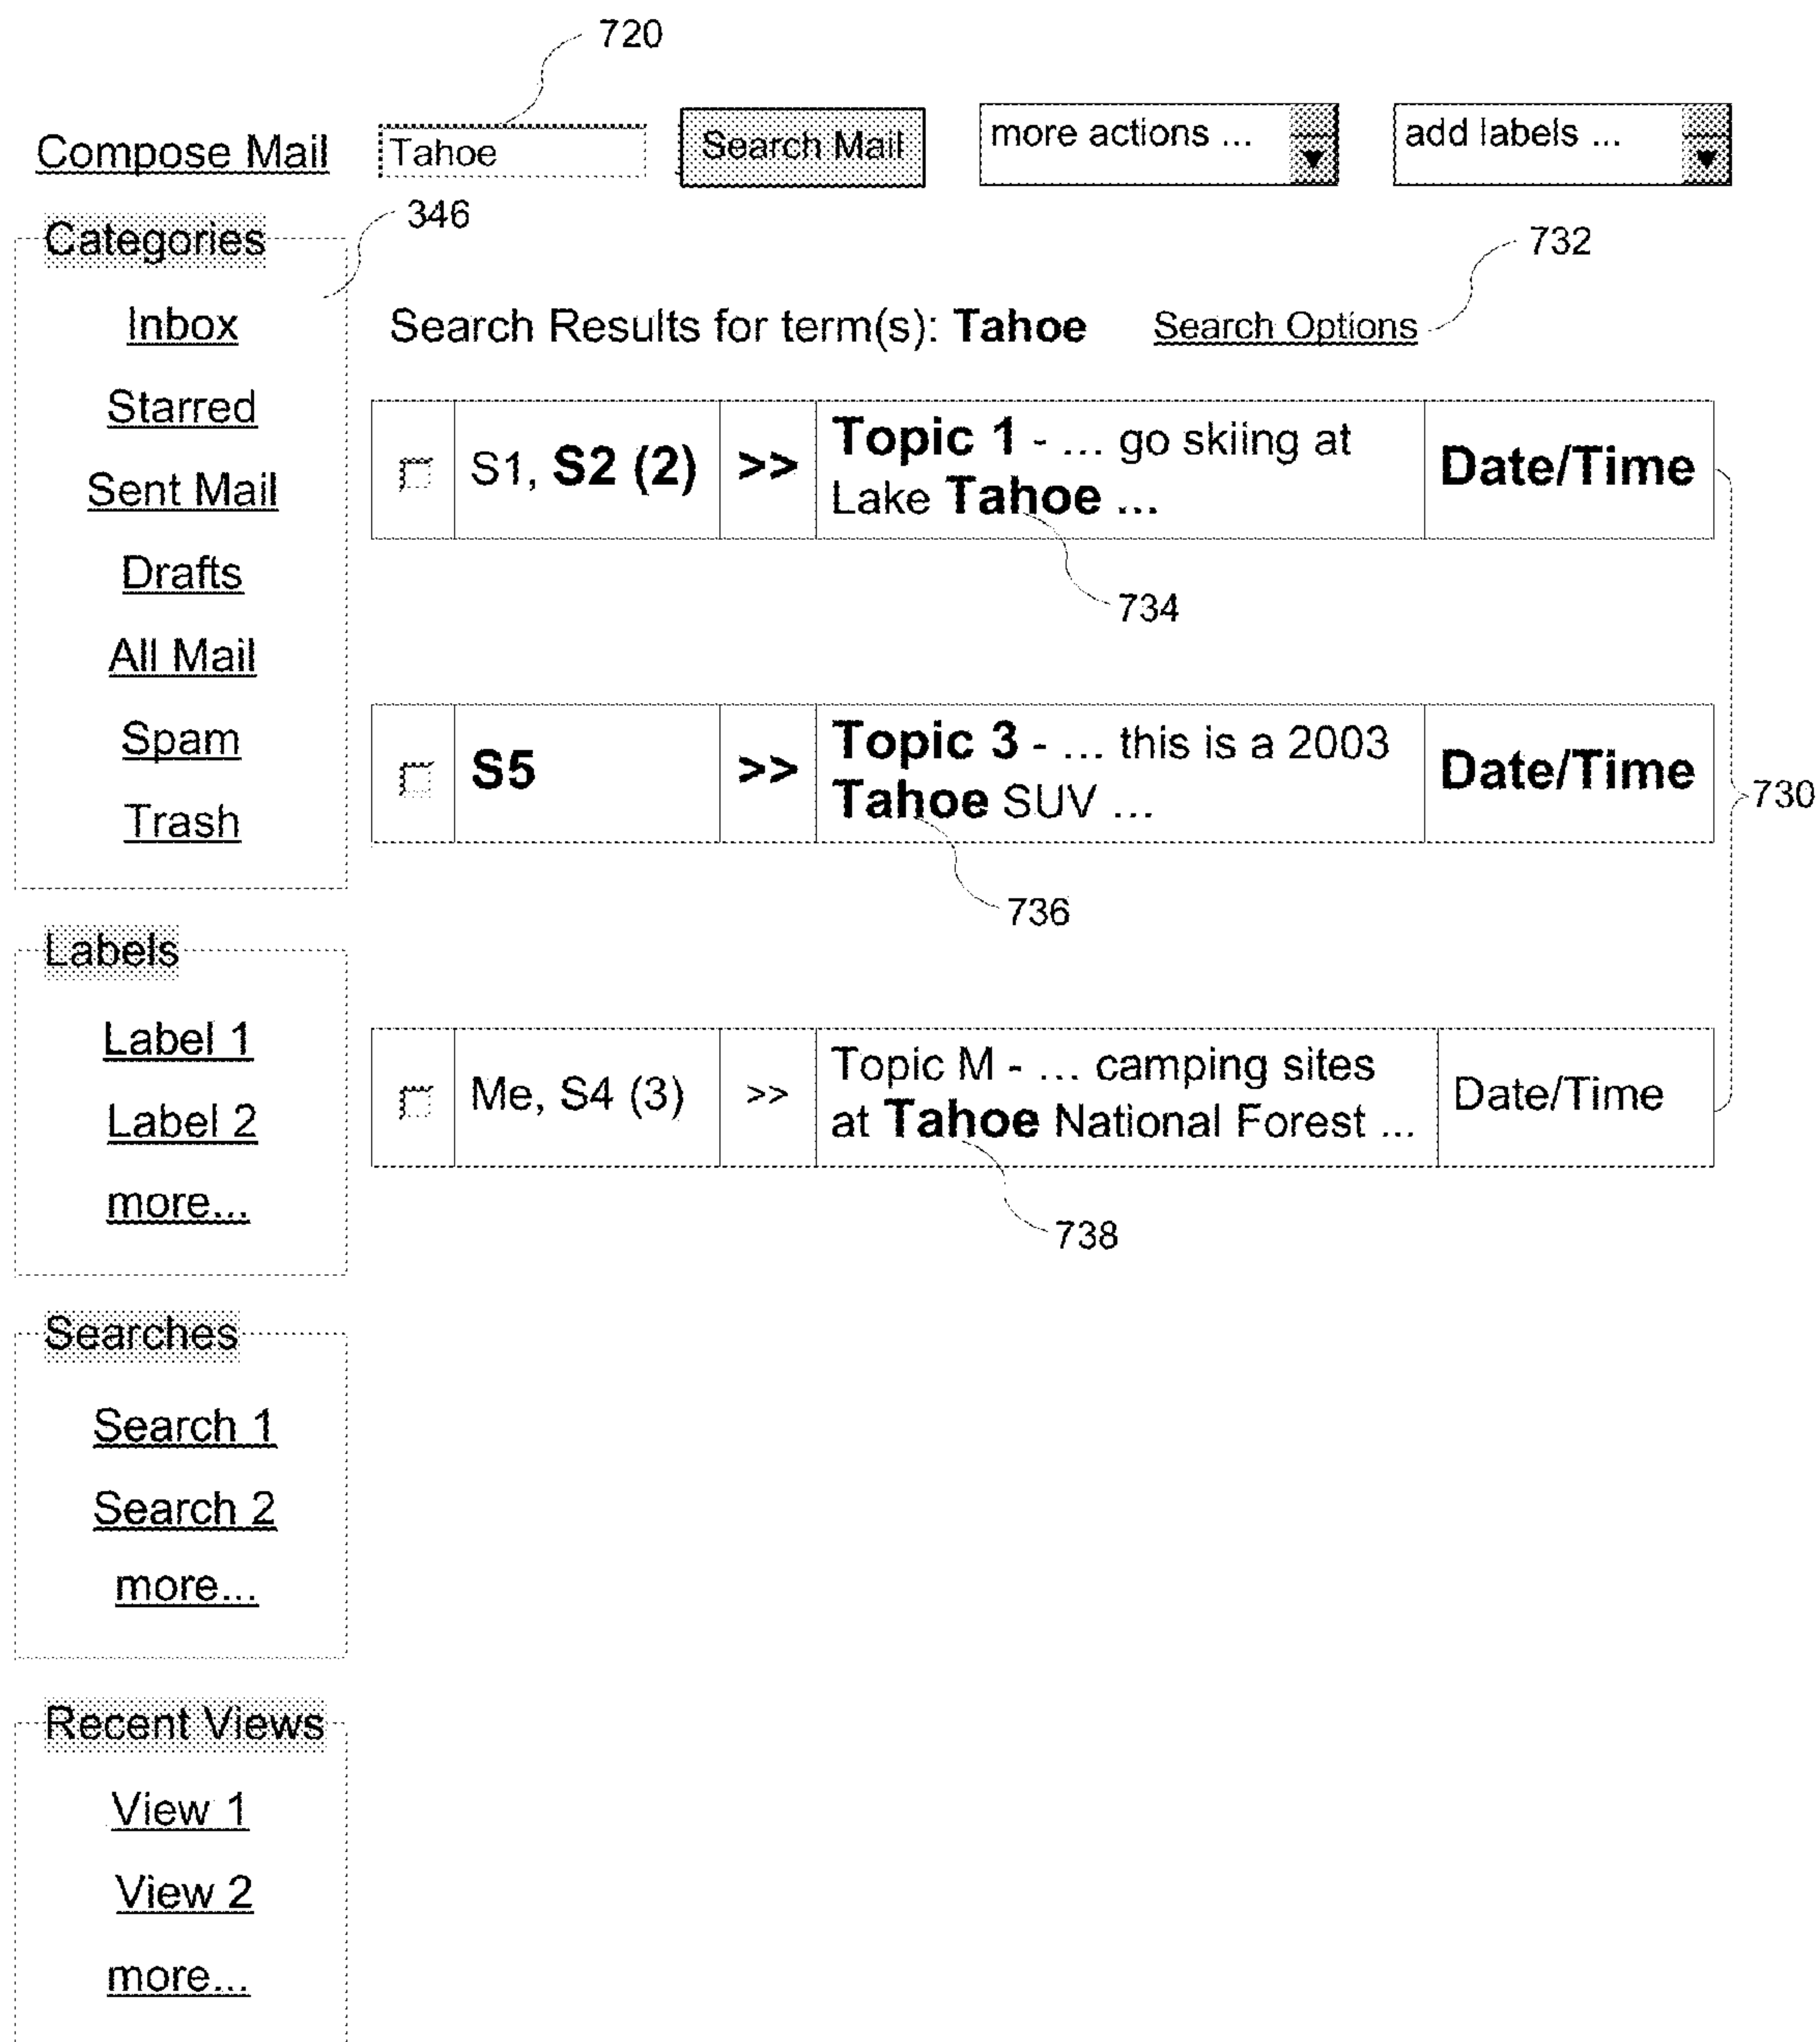 720
Compose Mail Tahoe Search Mail more actions ... add labels ...
346
Categories
732
Inbox
Search Results for term(s): Tahoe Search Options
Starred
Sent Mail
Drafts
All Mail
Spam
Trash
S1, S2 (2) >> Topic 1 - ... go skiing at Date/Time
Lake Tahoe ...
734
S5 >> Topic 3 - ... this is a 2003 Date/Time
Tahoe SUV ...
730
736
Labels
Label 1
Label 2
more...
Me, S4 (3) >> Topic M - ... camping sites Date/Time
at Tahoe National Forest ...
738
Searches
Search 1
Search 2
more...
Recent Views
View 1
View 2
more...